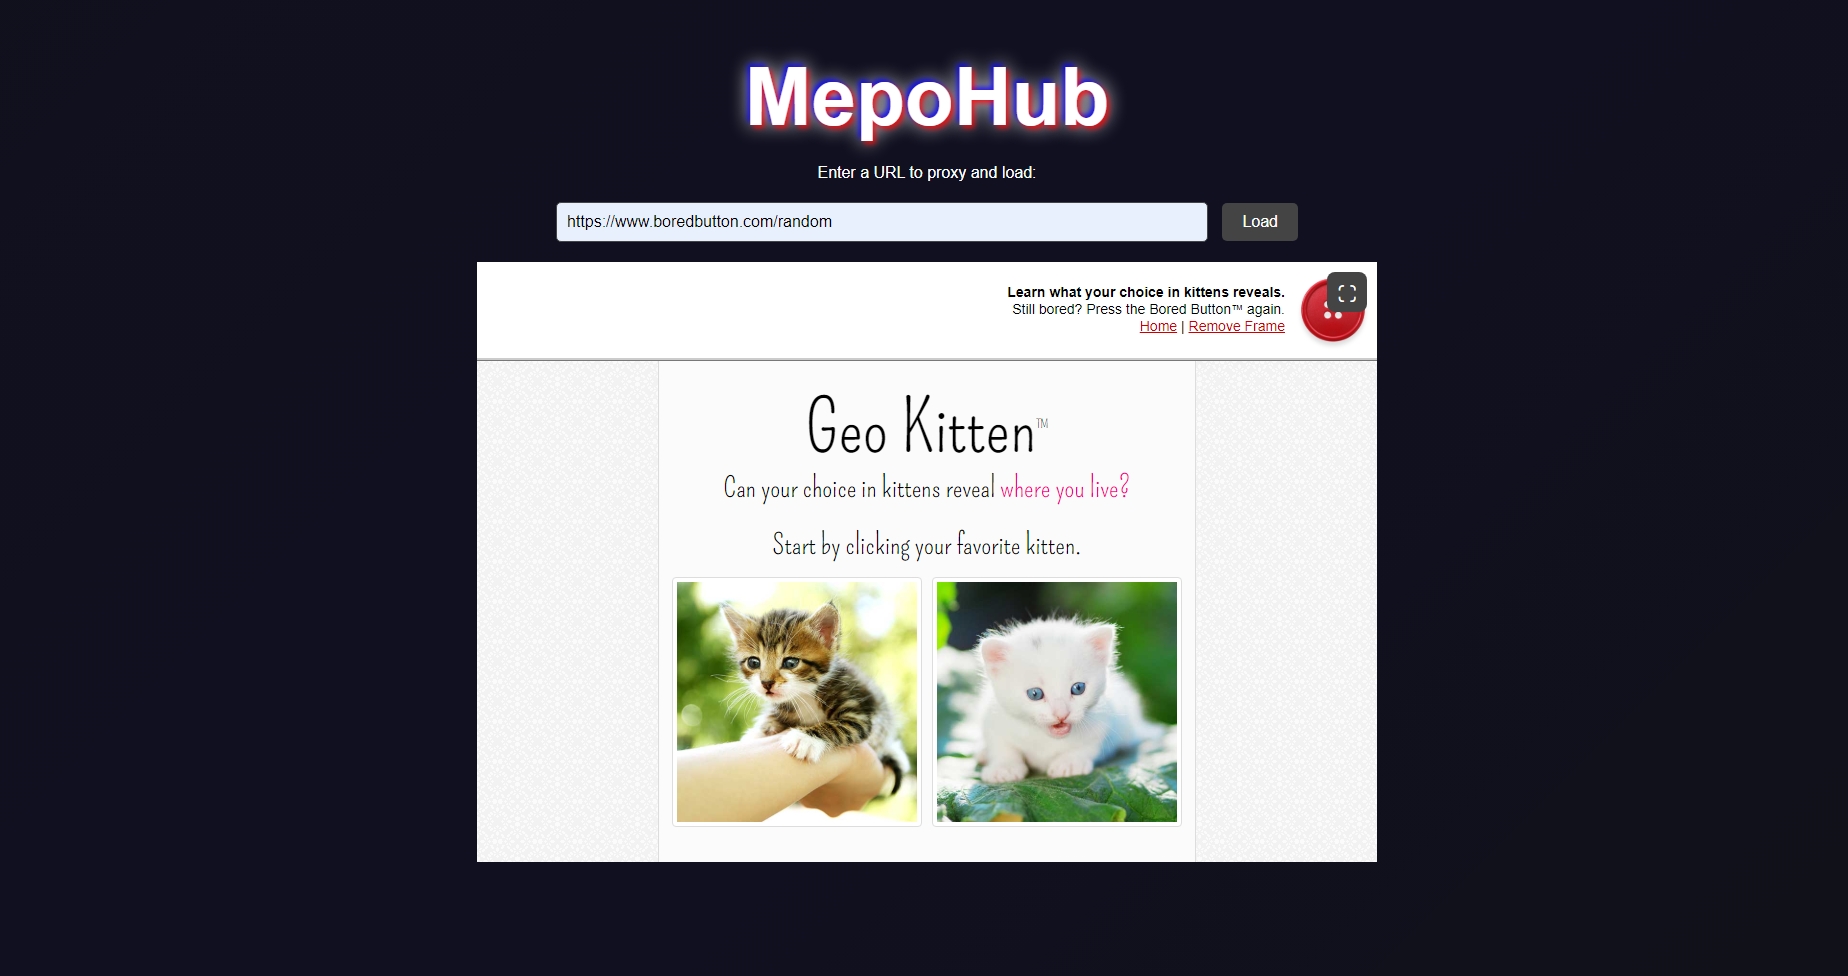 MepoHub
Enter a URL to proxy and load:
https://www.boredbutton.com/random
Load
Learn what your choice in kittens reveals.
Still bored? Press the Bored Button™ again.
Home | Remove Frame
Geo Kitten™
Can your choice in kittens reveal where you live?
Start by clicking your favorite kitten.